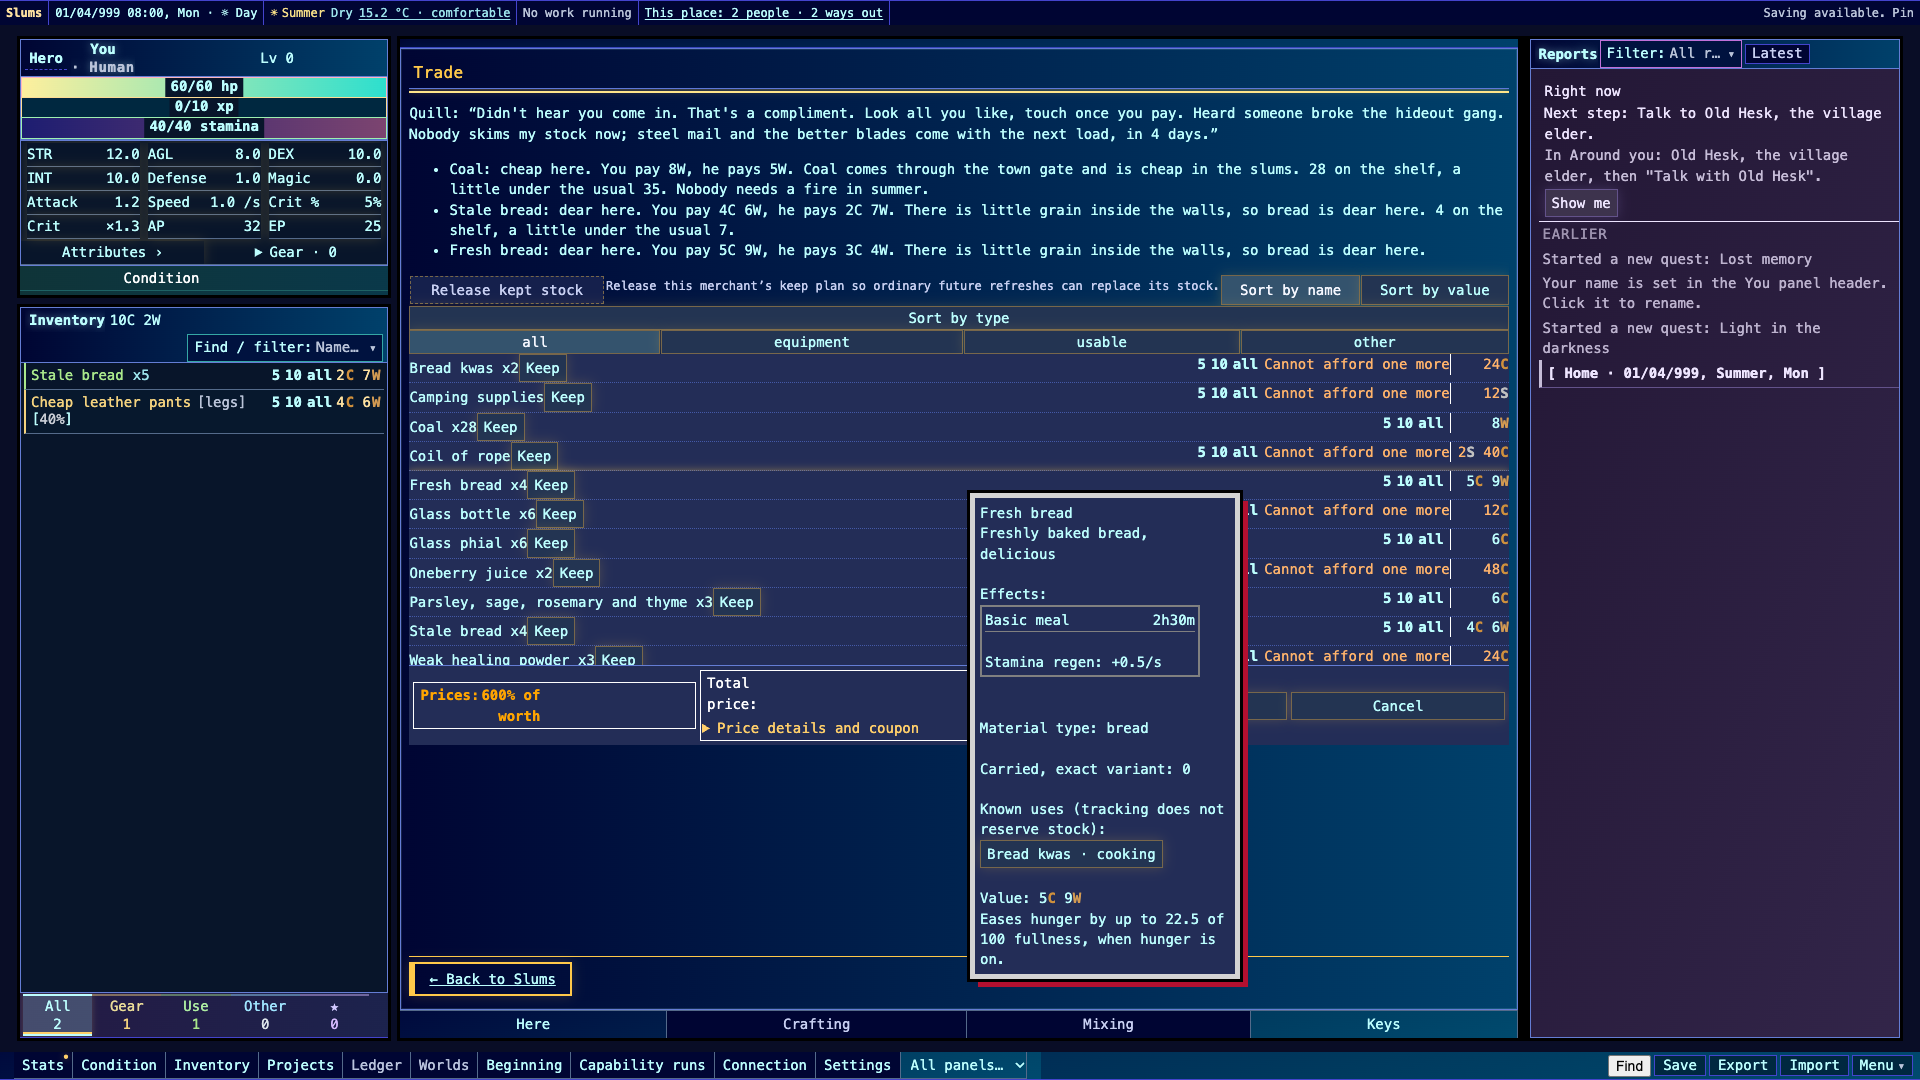 Slums 01/04/999 08:00, Mon · ☀ Day ☀ Summer Dry 15.2 °C · comfortable No work running This place: 2 people · 2 ways out Saving available. Pin
Hero · You Human Lv 0
60/60 hp
0/10 xp
40/40 stamina
STR 12.0 AGL 8.0 DEX 10.0
INT 10.0 Defense 1.0 Magic 0.0
Attack 1.2 Speed 1.0 /s Crit % 5%
Crit ×1.3 AP 32 EP 25
Attributes › ▶ Gear · 0
Condition
Inventory 10C 2W
Find / filter: Name… ▾
Stale bread x5 5 10 all 2C 7W
Cheap leather pants [legs] 5 10 all 4C 6W
[40%]
All Gear Use Other ★
2 1 1 0 0
Trade
Quill: “Didn't hear you come in. That's a compliment. Look all you like, touch once you pay. Heard someone broke the hideout gang.
Nobody skims my stock now; steel mail and the better blades come with the next load, in 4 days.”
• Coal: cheap here. You pay 8W, he pays 5W. Coal comes through the town gate and is cheap in the slums. 28 on the shelf, a
little under the usual 35. Nobody needs a fire in summer.
• Stale bread: dear here. You pay 4C 6W, he pays 2C 7W. There is little grain inside the walls, so bread is dear here. 4 on the
shelf, a little under the usual 7.
• Fresh bread: dear here. You pay 5C 9W, he pays 3C 4W. There is little grain inside the walls, so bread is dear here.
Release kept stock Release this merchant’s keep plan so ordinary future refreshes can replace its stock. Sort by name Sort by value
Sort by type
all equipment usable other
Bread kwas x2 Keep 5 10 all Cannot afford one more 24C
Camping supplies Keep 5 10 all Cannot afford one more 12S
Coal x28 Keep 5 10 all 8W
Coil of rope Keep 5 10 all Cannot afford one more 2S 40C
Fresh bread x4 Keep 5 10 all 5C 9W
Glass bottle x6 Keep l Cannot afford one more 12C
Glass phial x6 Keep 5 10 all 6C
Oneberry juice x2 Keep l Cannot afford one more 48C
Parsley, sage, rosemary and thyme x3 Keep 5 10 all 6C
Stale bread x4 Keep 5 10 all 4C 6W
Weak healing powder x3 Keep l Cannot afford one more 24C
Prices: 600% of
worth
Total
price:
▶ Price details and coupon
Cancel
Fresh bread
Freshly baked bread,
delicious
Effects:
Basic meal 2h30m
Stamina regen: +0.5/s
Material type: bread
Carried, exact variant: 0
Known uses (tracking does not
reserve stock):
Bread kwas · cooking
Value: 5C 9W
Eases hunger by up to 22.5 of
100 fullness, when hunger is
on.
← Back to Slums
Here Crafting Mixing Keys
Reports Filter: All r… ▾ Latest
Right now
Next step: Talk to Old Hesk, the village
elder.
In Around you: Old Hesk, the village
elder, then "Talk with Old Hesk".
Show me
EARLIER
Started a new quest: Lost memory
Your name is set in the You panel header.
Click it to rename.
Started a new quest: Light in the
darkness
[ Home · 01/04/999, Summer, Mon ]
Stats Condition Inventory Projects Ledger Worlds Beginning Capability runs Connection Settings All panels… Find Save Export Import Menu ▾